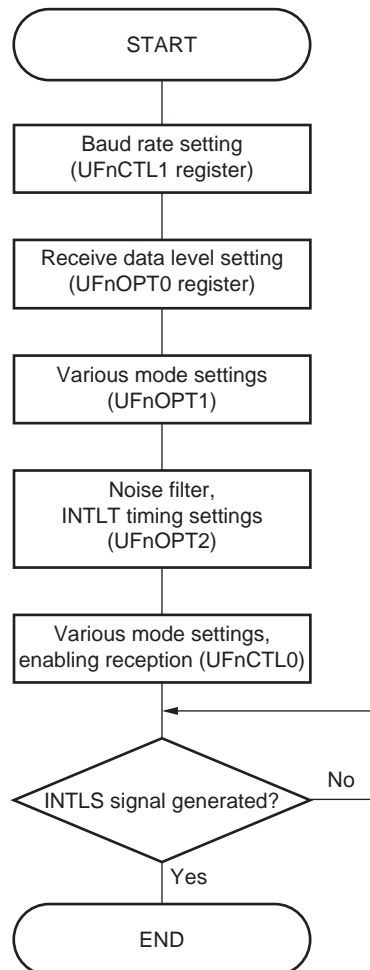 START
Baud rate setting
(UFnCTL1 register)
Receive data level setting
(UFnOPT0 register)
Various mode settings
(UFnOPT1)
Noise filter,
INTLT timing settings
(UFnOPT2)
Various mode settings,
enabling reception (UFnCTL0)
INTLS signal generated?
No
Yes
END